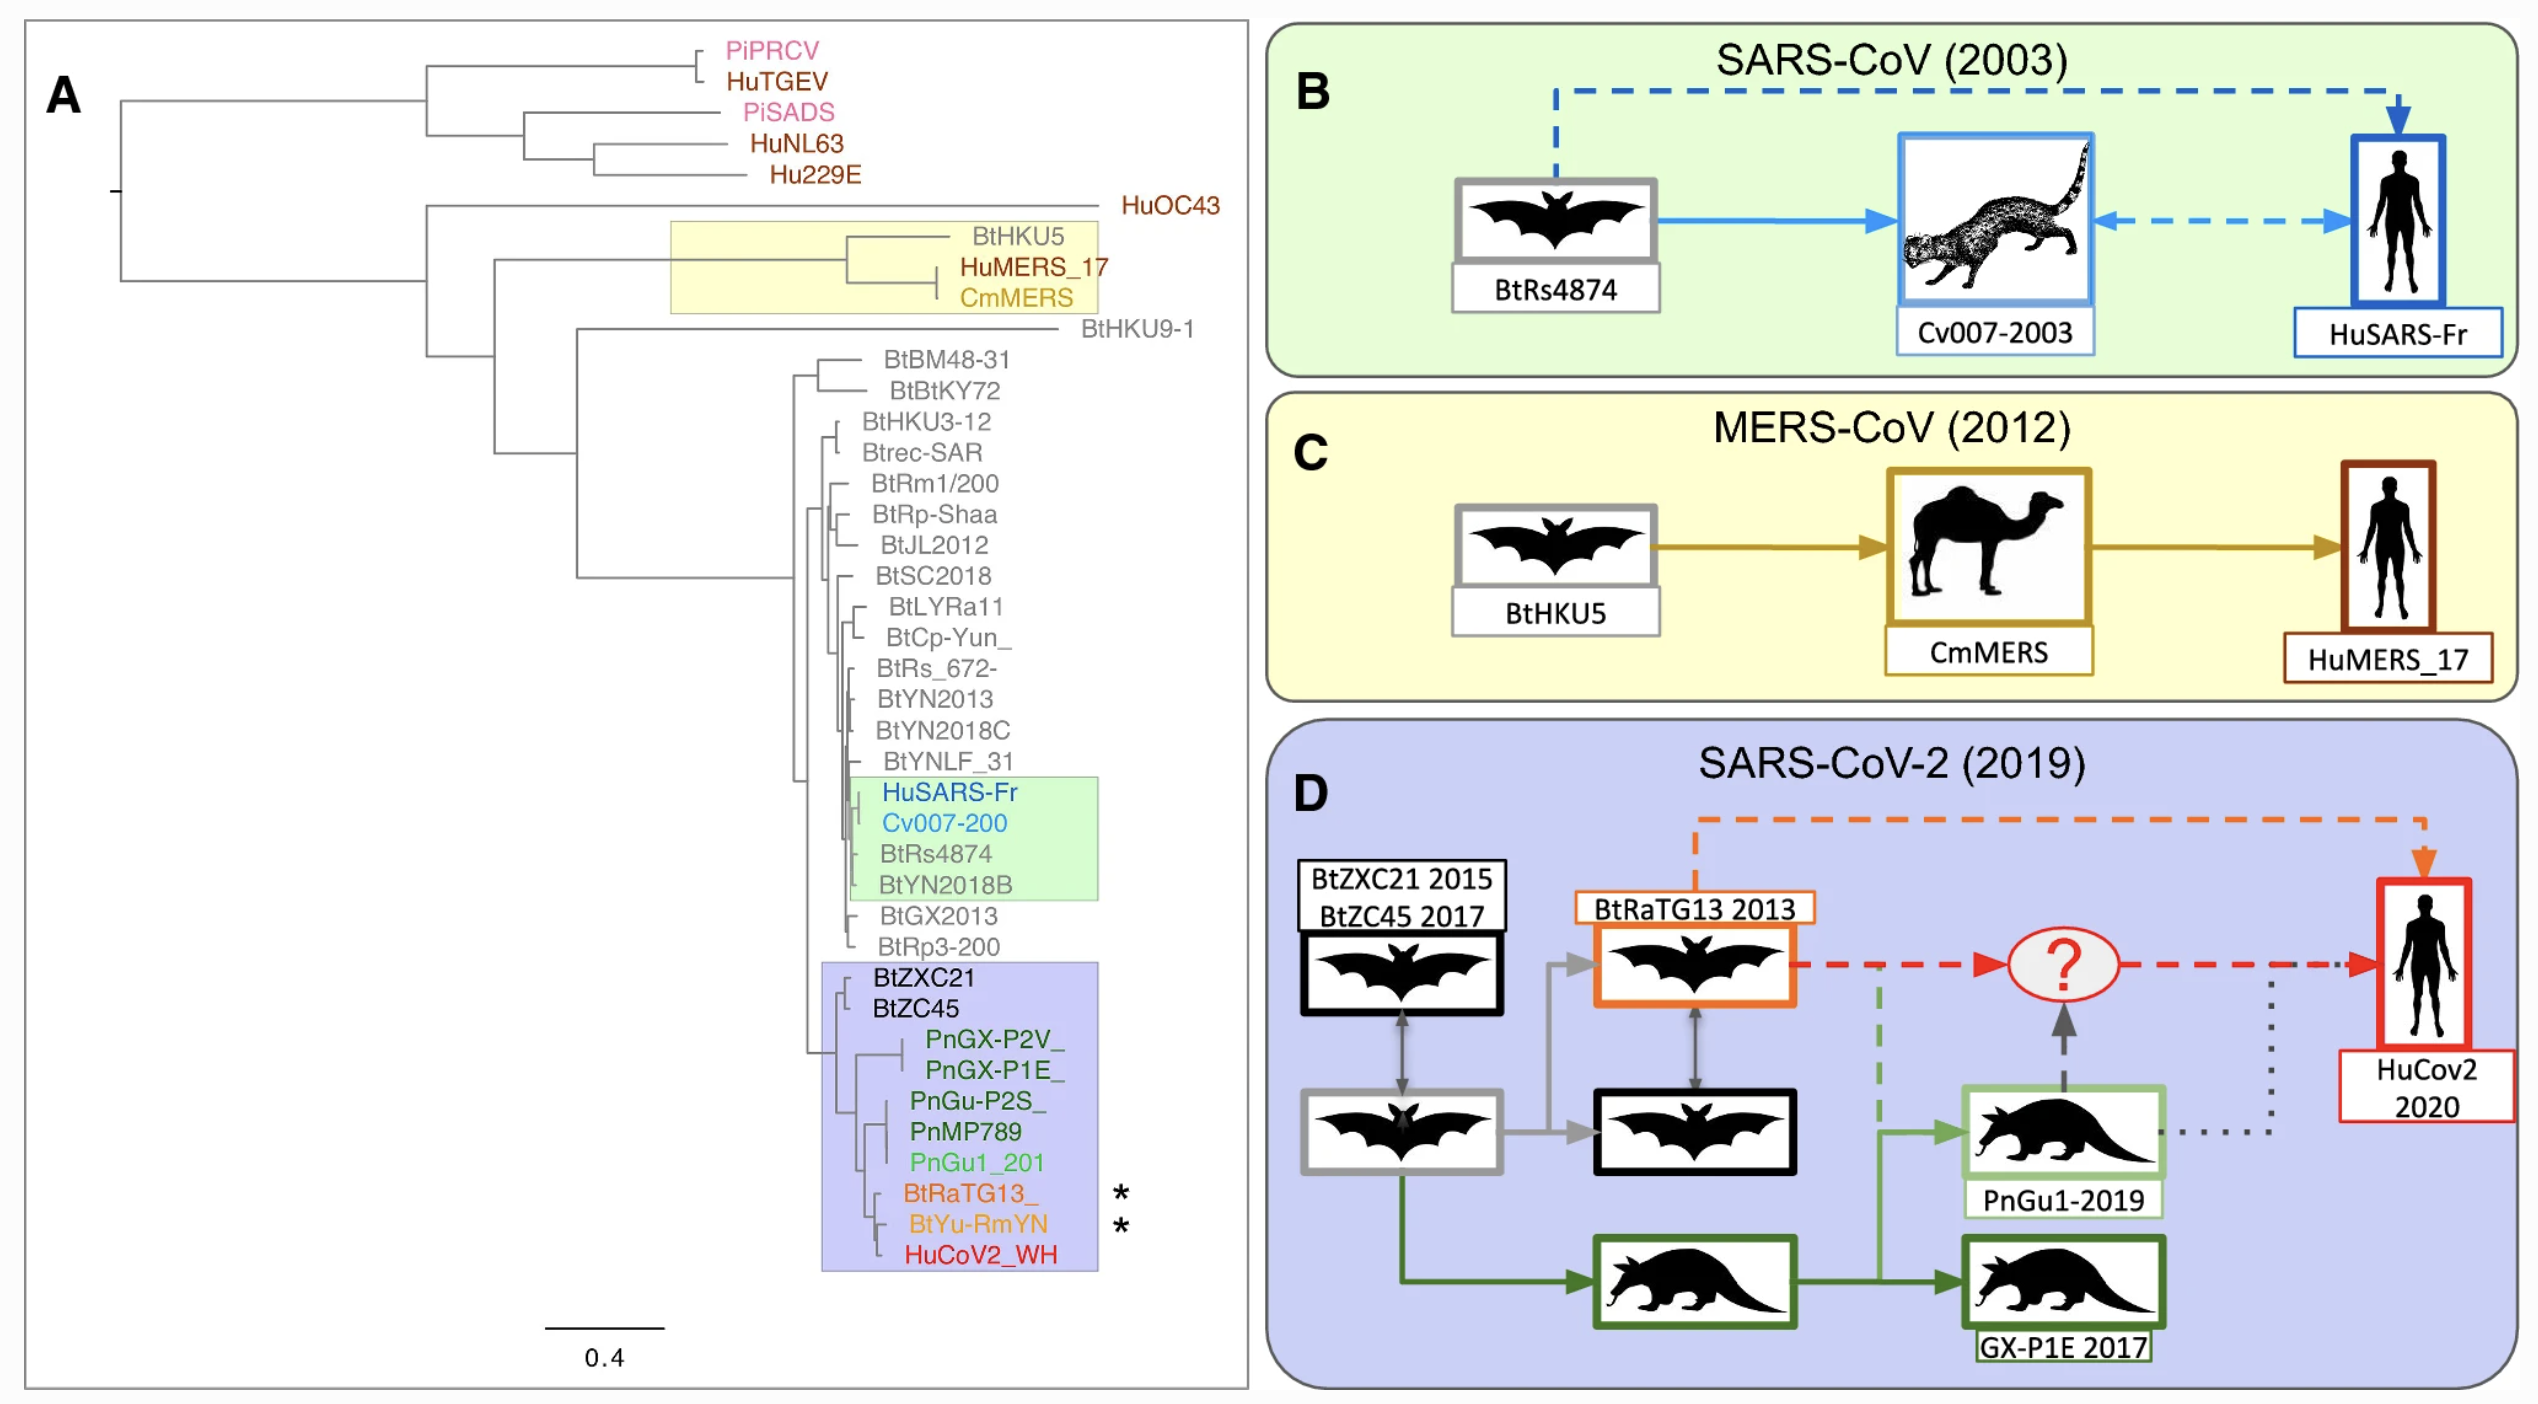 A
PiPRCV
HuTGEV
PiSADS
HuNL63
Hu229E
HuOC43
BtHKU5
HuMERS_17
CmMERS
BtHKU9-1
BtBM48-31
BtBtKY72
BtHKU3-12
Btrec-SAR
BtRm1/200
BtRp-Shaa
BtJL2012
BtSC2018
BtLYRa11
BtCp-Yun_
BtRs_672-
BtYN2013
BtYN2018C
BtYNLF_31
HuSARS-Fr
Cv007-200
BtRs4874
BtYN2018B
BtGX2013
BtRp3-200
BtZXC21
BtZC45
PnGX-P2V_
PnGX-P1E_
PnGu-P2S_
PnMP789
PnGu1_201
BtRaTG13_ *
BtYu-RmYN *
HuCoV2_WH
0.4
B
SARS-CoV (2003)
BtRs4874
Cv007-2003
HuSARS-Fr
C
MERS-CoV (2012)
BtHKU5
CmMERS
HuMERS_17
D
SARS-CoV-2 (2019)
BtZXC21 2015
BtZC45 2017
BtRaTG13 2013
?
HuCov2
2020
PnGu1-2019
GX-P1E 2017